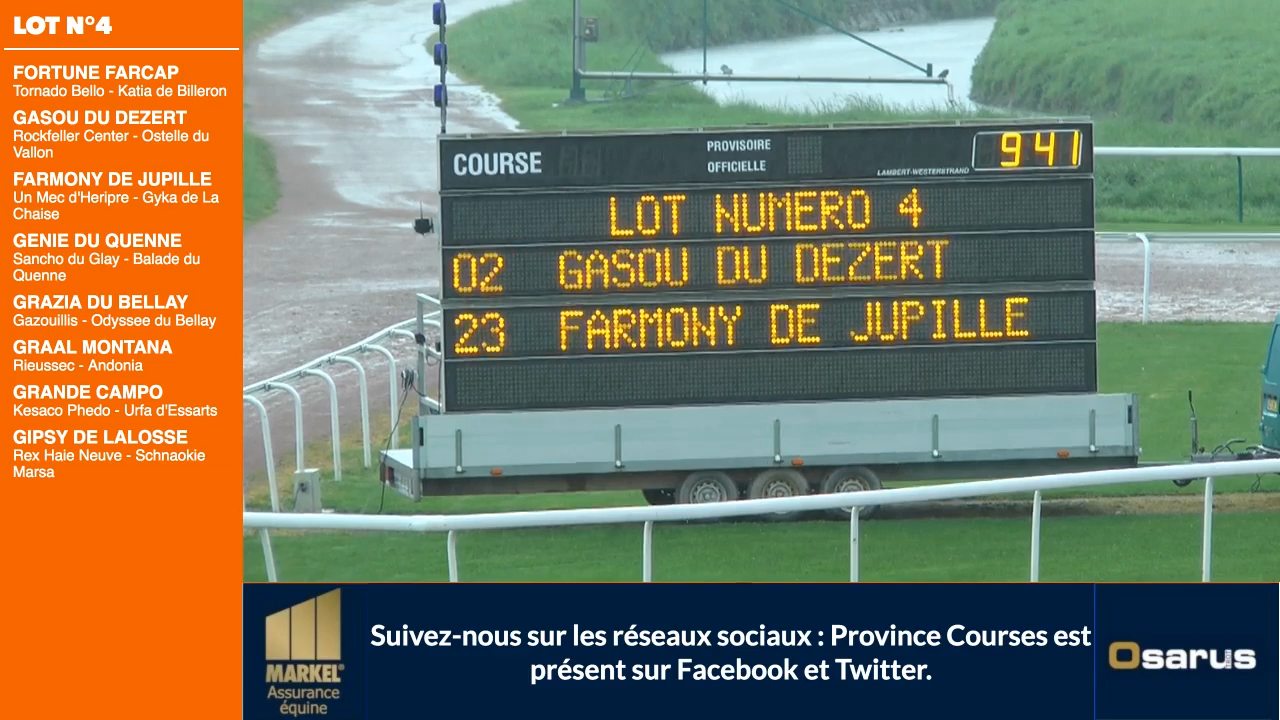 LOT N°4
FORTUNE FARCAP
Tornado Bello - Katia de Billeron
GASOU DU DEZERT
Rockfeller Center - Ostelle du
Vallon
FARMONY DE JUPILLE
Un Mec d'Heripre - Gyka de La
Chaise
GENIE DU QUENNE
Sancho du Glay - Balade du
Quenne
GRAZIA DU BELLAY
Gazouillis - Odyssee du Bellay
GRAAL MONTANA
Rieussec - Andonia
GRANDE CAMPO
Kesaco Phedo - Urfa d'Essarts
GIPSY DE LALOSSE
Rex Haie Neuve - Schnaokie
Marsa
COURSE
PROVISOIRE
OFFICIELLE
941
LAMBERT-WESTERSTRAND
LOT NUMERO 4
02 GASOU DU DEZERT
23 FARMONY DE JUPILLE
MARKEL®
Assurance
équine
Suivez-nous sur les réseaux sociaux : Province Courses est
présent sur Facebook et Twitter.
Osarus